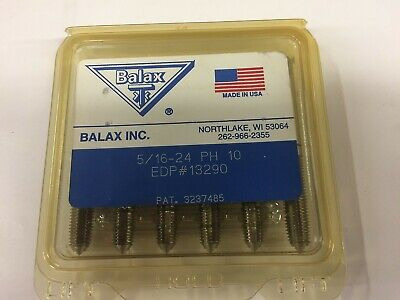 Balax
®
MADE IN USA
BALAX INC.
NORTHLAKE, WI 53064
262-966-2355
5/16-24 PH 10
EDP#13290
PAT. 3237485